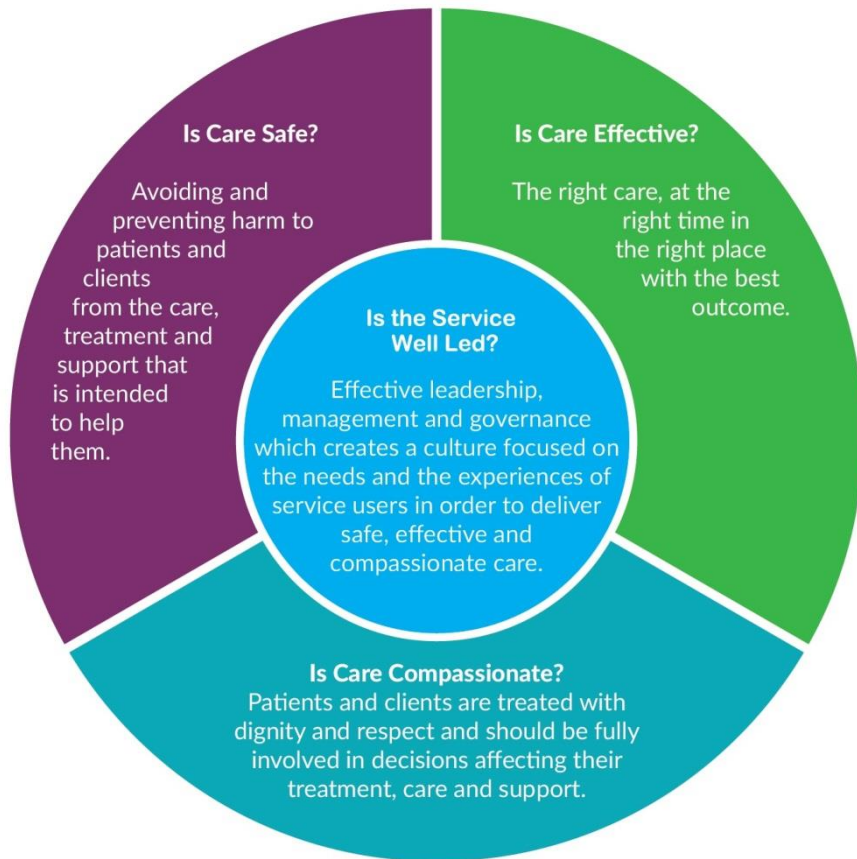 Is Care Safe?
Avoiding and
preventing harm to
patients and
clients
from the care,
treatment and
support that
is intended
to help
them.
Is Care Effective?
The right care, at the
right time in
the right place
with the best
outcome.
Is the Service
Well Led?
Effective leadership,
management and governance
which creates a culture focused on
the needs and the experiences of
service users in order to deliver
safe, effective and
compassionate care.
Is Care Compassionate?
Patients and clients are treated with
dignity and respect and should be fully
involved in decisions affecting their
treatment, care and support.